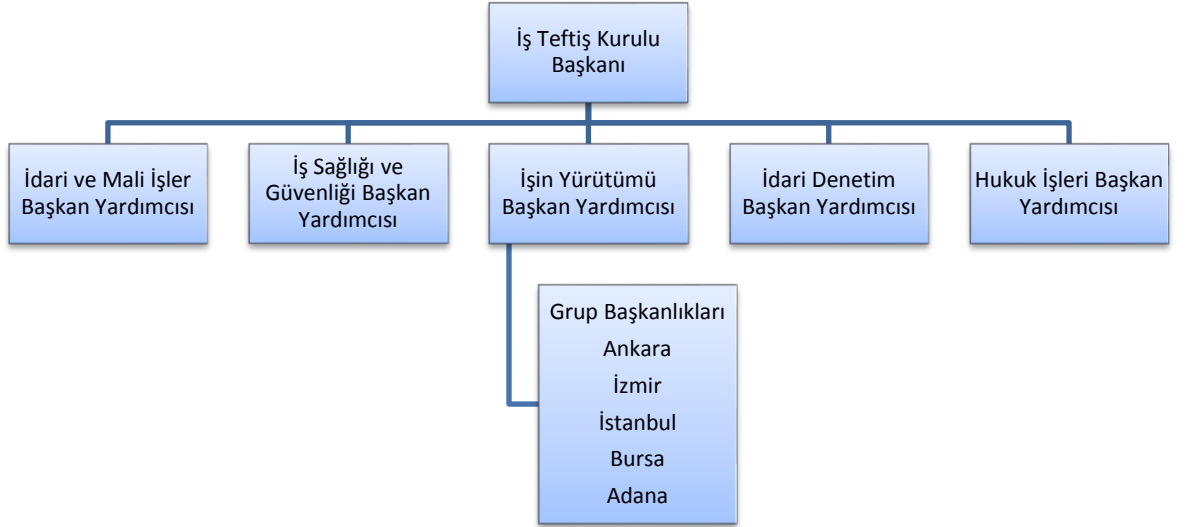 İş Teftiş Kurulu
Başkanı
İdari ve Mali İşler
Başkan Yardımcısı
İş Sağlığı ve
Güvenliği Başkan
Yardımcısı
İşin Yürütümü
Başkan Yardımcısı
İdari Denetim
Başkan Yardımcısı
Hukuk İşleri Başkan
Yardımcısı
Grup Başkanlıkları
Ankara
İzmir
İstanbul
Bursa
Adana